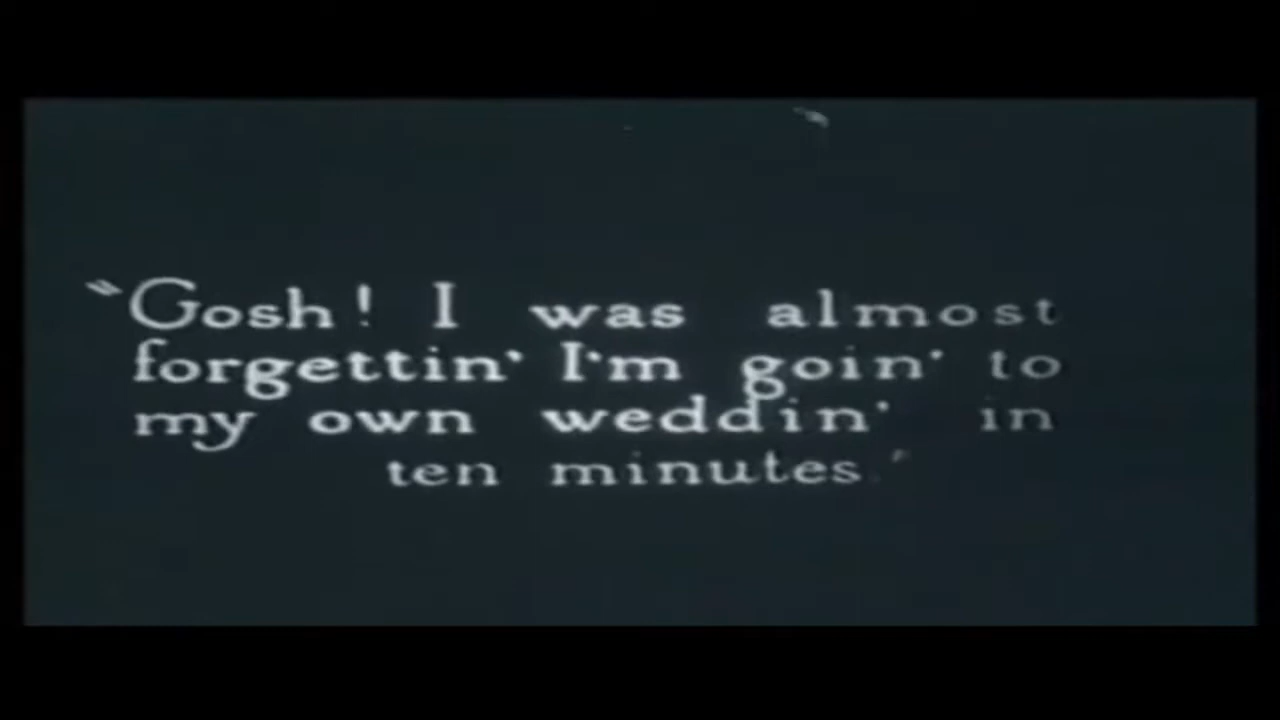 "Gosh! I was almost
forgettin' I'm goin' to
my own weddin' in
ten minutes."